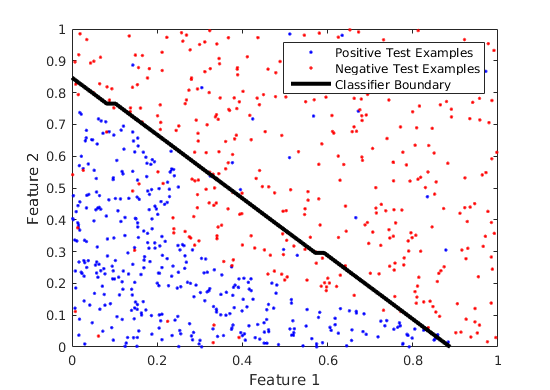 1
0.9
0.8
0.7
0.6
0.5
0.4
0.3
0.2
0.1
0
Feature 2
Positive Test Examples
Negative Test Examples
Classifier Boundary
0 0.2 0.4 0.6 0.8 1
Feature 1